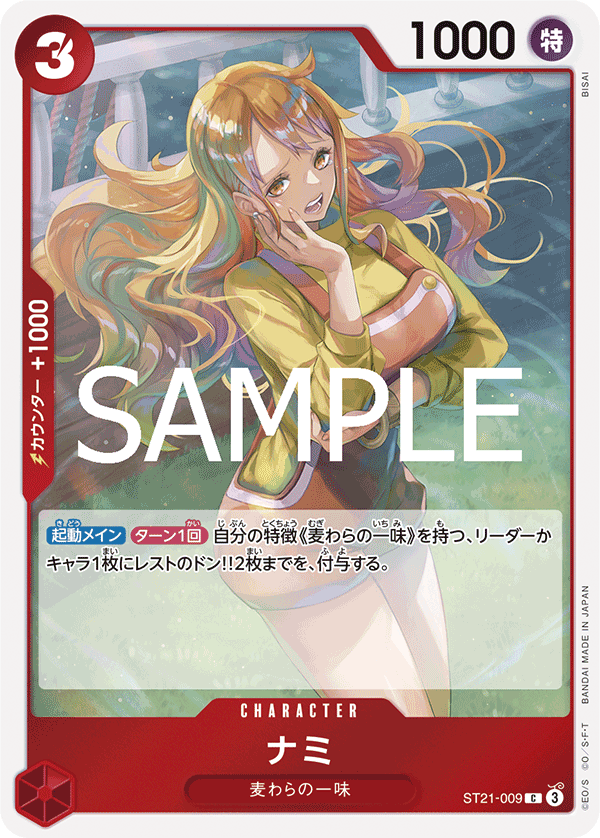 3
1000 特
BISAI
カウンター +1000
SAMPLE
起動メイン ターン1回 自分の特徴《麦わらの一味》を持つ、リーダーか
キャラ1枚にレストのドン!!2枚までを、付与する。
CHARACTER
ナミ
麦わらの一味
ST21-009 C 3
©E.O/S ©O/S・F・T BANDAI MADE IN JAPAN